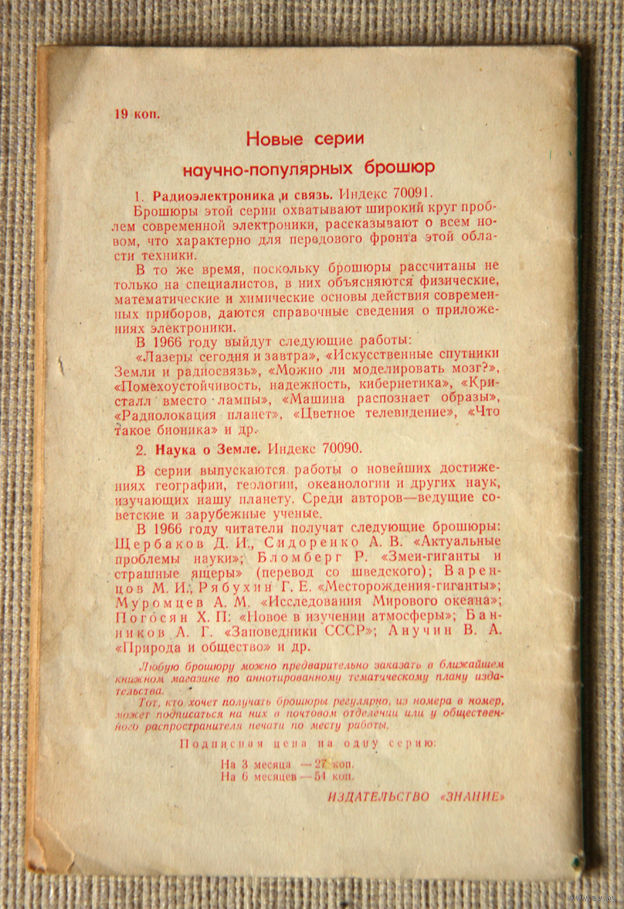 19 коп.
Новые серии
научно-популярных брошюр
1. Радиоэлектроника и связь. Индекс 70091.
Брошюры этой серии охватывают широкий круг проб-
лем современной электроники, рассказывают о всем но-
вом, что характерно для передового фронта этой обла-
сти техники.
В то же время, поскольку брошюры рассчитаны не
только на специалистов, в них объясняются физические,
математические и химические основы действия современ-
ных приборов, даются справочные сведения о приложе-
ниях электроники.
В 1966 году выйдут следующие работы:
«Лазеры сегодня и завтра», «Искусственные спутники
Земли и радиосвязь», «Можно ли моделировать мозг?»,
«Помехоустойчивость, надежность, кибернетика», «Кри-
сталл вместо лампы», «Машина распознает образы»,
«Радиолокация планет», «Цветное телевидение», «Что
такое бионика» и др.
2. Наука о Земле. Индекс 70090.
В серии выпускаются работы о новейших достиже-
ниях географии, геологии, океанологии и других наук,
изучающих нашу планету. Среди авторов—ведущие со-
ветские и зарубежные ученые.
В 1966 году читатели получат следующие брошюры:
Щербаков Д. И., Сидоренко А. В. «Актуальные
проблемы науки»; Бломберг Р. «Змеи-гиганты и
страшные ящеры» (перевод со шведского); Варен-
цов М. И., Рябухин Г. Е. «Месторождения-гиганты»;
Муромцев А. М. «Исследования Мирового океана»;
Погосян Х. П. «Новое в изучении атмосферы»; Бан-
ников А. Г. «Заповедники СССР»; Анучин В. А.
«Природа и общество» и др.
Любую брошюру можно предварительно заказать в ближайшем
книжном магазине по аннотированному тематическому плану изда-
тельства.
Тот, кто хочет получать брошюры регулярно, из номера в номер,
может подписаться на них в почтовом отделении или у обществен-
ного распространителя печати по месту работы.
Подписная цена на одну серию:
На 3 месяца —27 коп.
На 6 месяцев—54 коп.
ИЗДАТЕЛЬСТВО «ЗНАНИЕ»